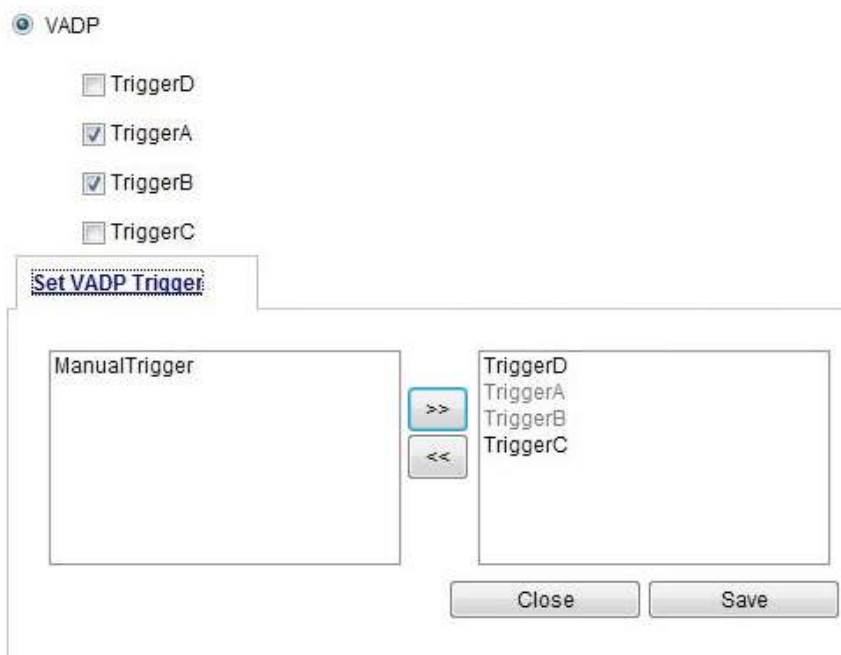 VADP
TriggerD
TriggerA
TriggerB
TriggerC
Set VADP Trigger
ManualTrigger
>>
<<
TriggerD
TriggerA
TriggerB
TriggerC
Close Save